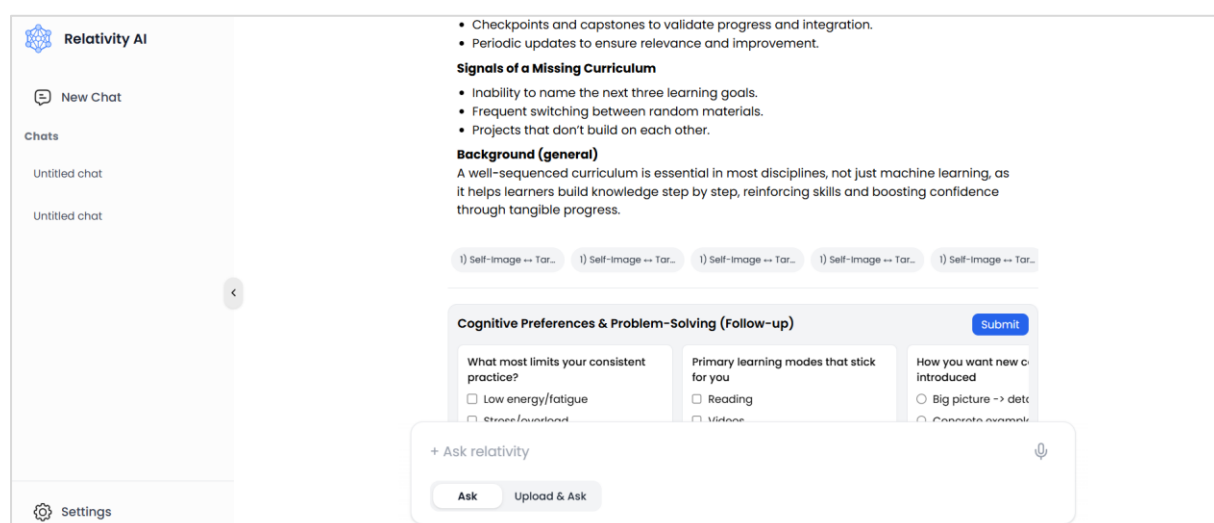 Relativity AI
New Chat
Chats
Untitled chat
Untitled chat
Settings
• Checkpoints and capstones to validate progress and integration.
• Periodic updates to ensure relevance and improvement.
Signals of a Missing Curriculum
• Inability to name the next three learning goals.
• Frequent switching between random materials.
• Projects that don't build on each other.
Background (general)
A well-sequenced curriculum is essential in most disciplines, not just machine learning, as
it helps learners build knowledge step by step, reinforcing skills and boosting confidence
through tangible progress.
1) Self-Image ↔ Tar... 1) Self-Image ↔ Tar... 1) Self-Image ↔ Tar... 1) Self-Image ↔ Tar... 1) Self-Image ↔ Tar...
Cognitive Preferences & Problem-Solving (Follow-up)
Submit
What most limits your consistent
practice?
Low energy/fatigue
Stress/overload
Primary learning modes that stick
for you
Reading
Videos
How you want new c
introduced
Big picture -> det
Concrete example
+ Ask relativity
Ask
Upload & Ask